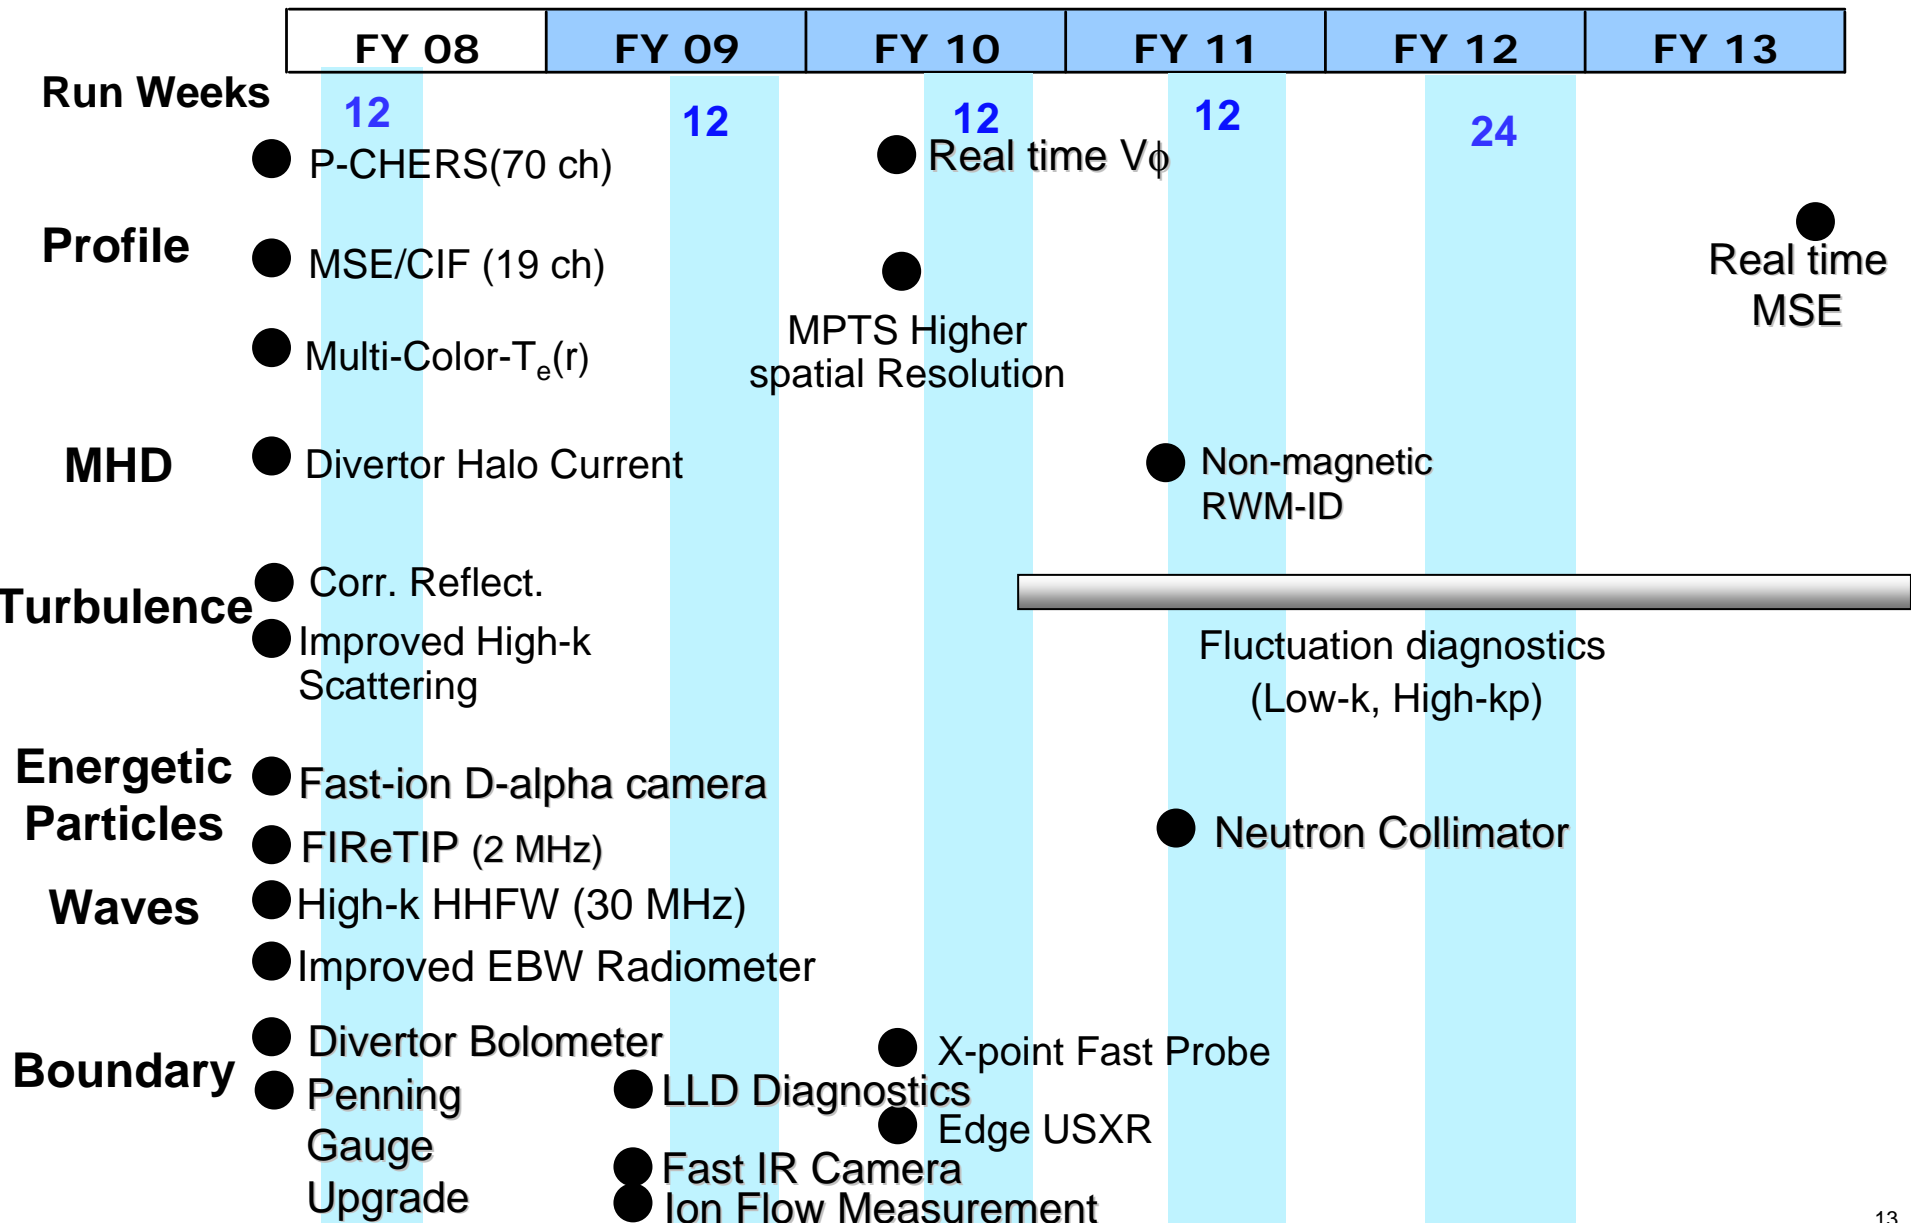 FY 08 FY 09 FY 10 FY 11 FY 12 FY 13
Run Weeks 12 12 12 12 24
P-CHERS(70 ch) Real time Vϕ
Profile
MSE/CIF (19 ch)
Real time
MSE
MPTS Higher
spatial Resolution
Multi-Color-Te(r)
MHD
Divertor Halo Current
Non-magnetic
RWM-ID
Turbulence
Corr. Reflect.
Improved High-k
Scattering
Fluctuation diagnostics
(Low-k, High-kp)
Energetic
Particles
Fast-ion D-alpha camera
FIReTIP (2 MHz)
Neutron Collimator
Waves
High-k HHFW (30 MHz)
Improved EBW Radiometer
Boundary
Divertor Bolometer
Penning
Gauge
Upgrade
LLD Diagnostics
Fast IR Camera
Ion Flow Measurement
X-point Fast Probe
Edge USXR
13